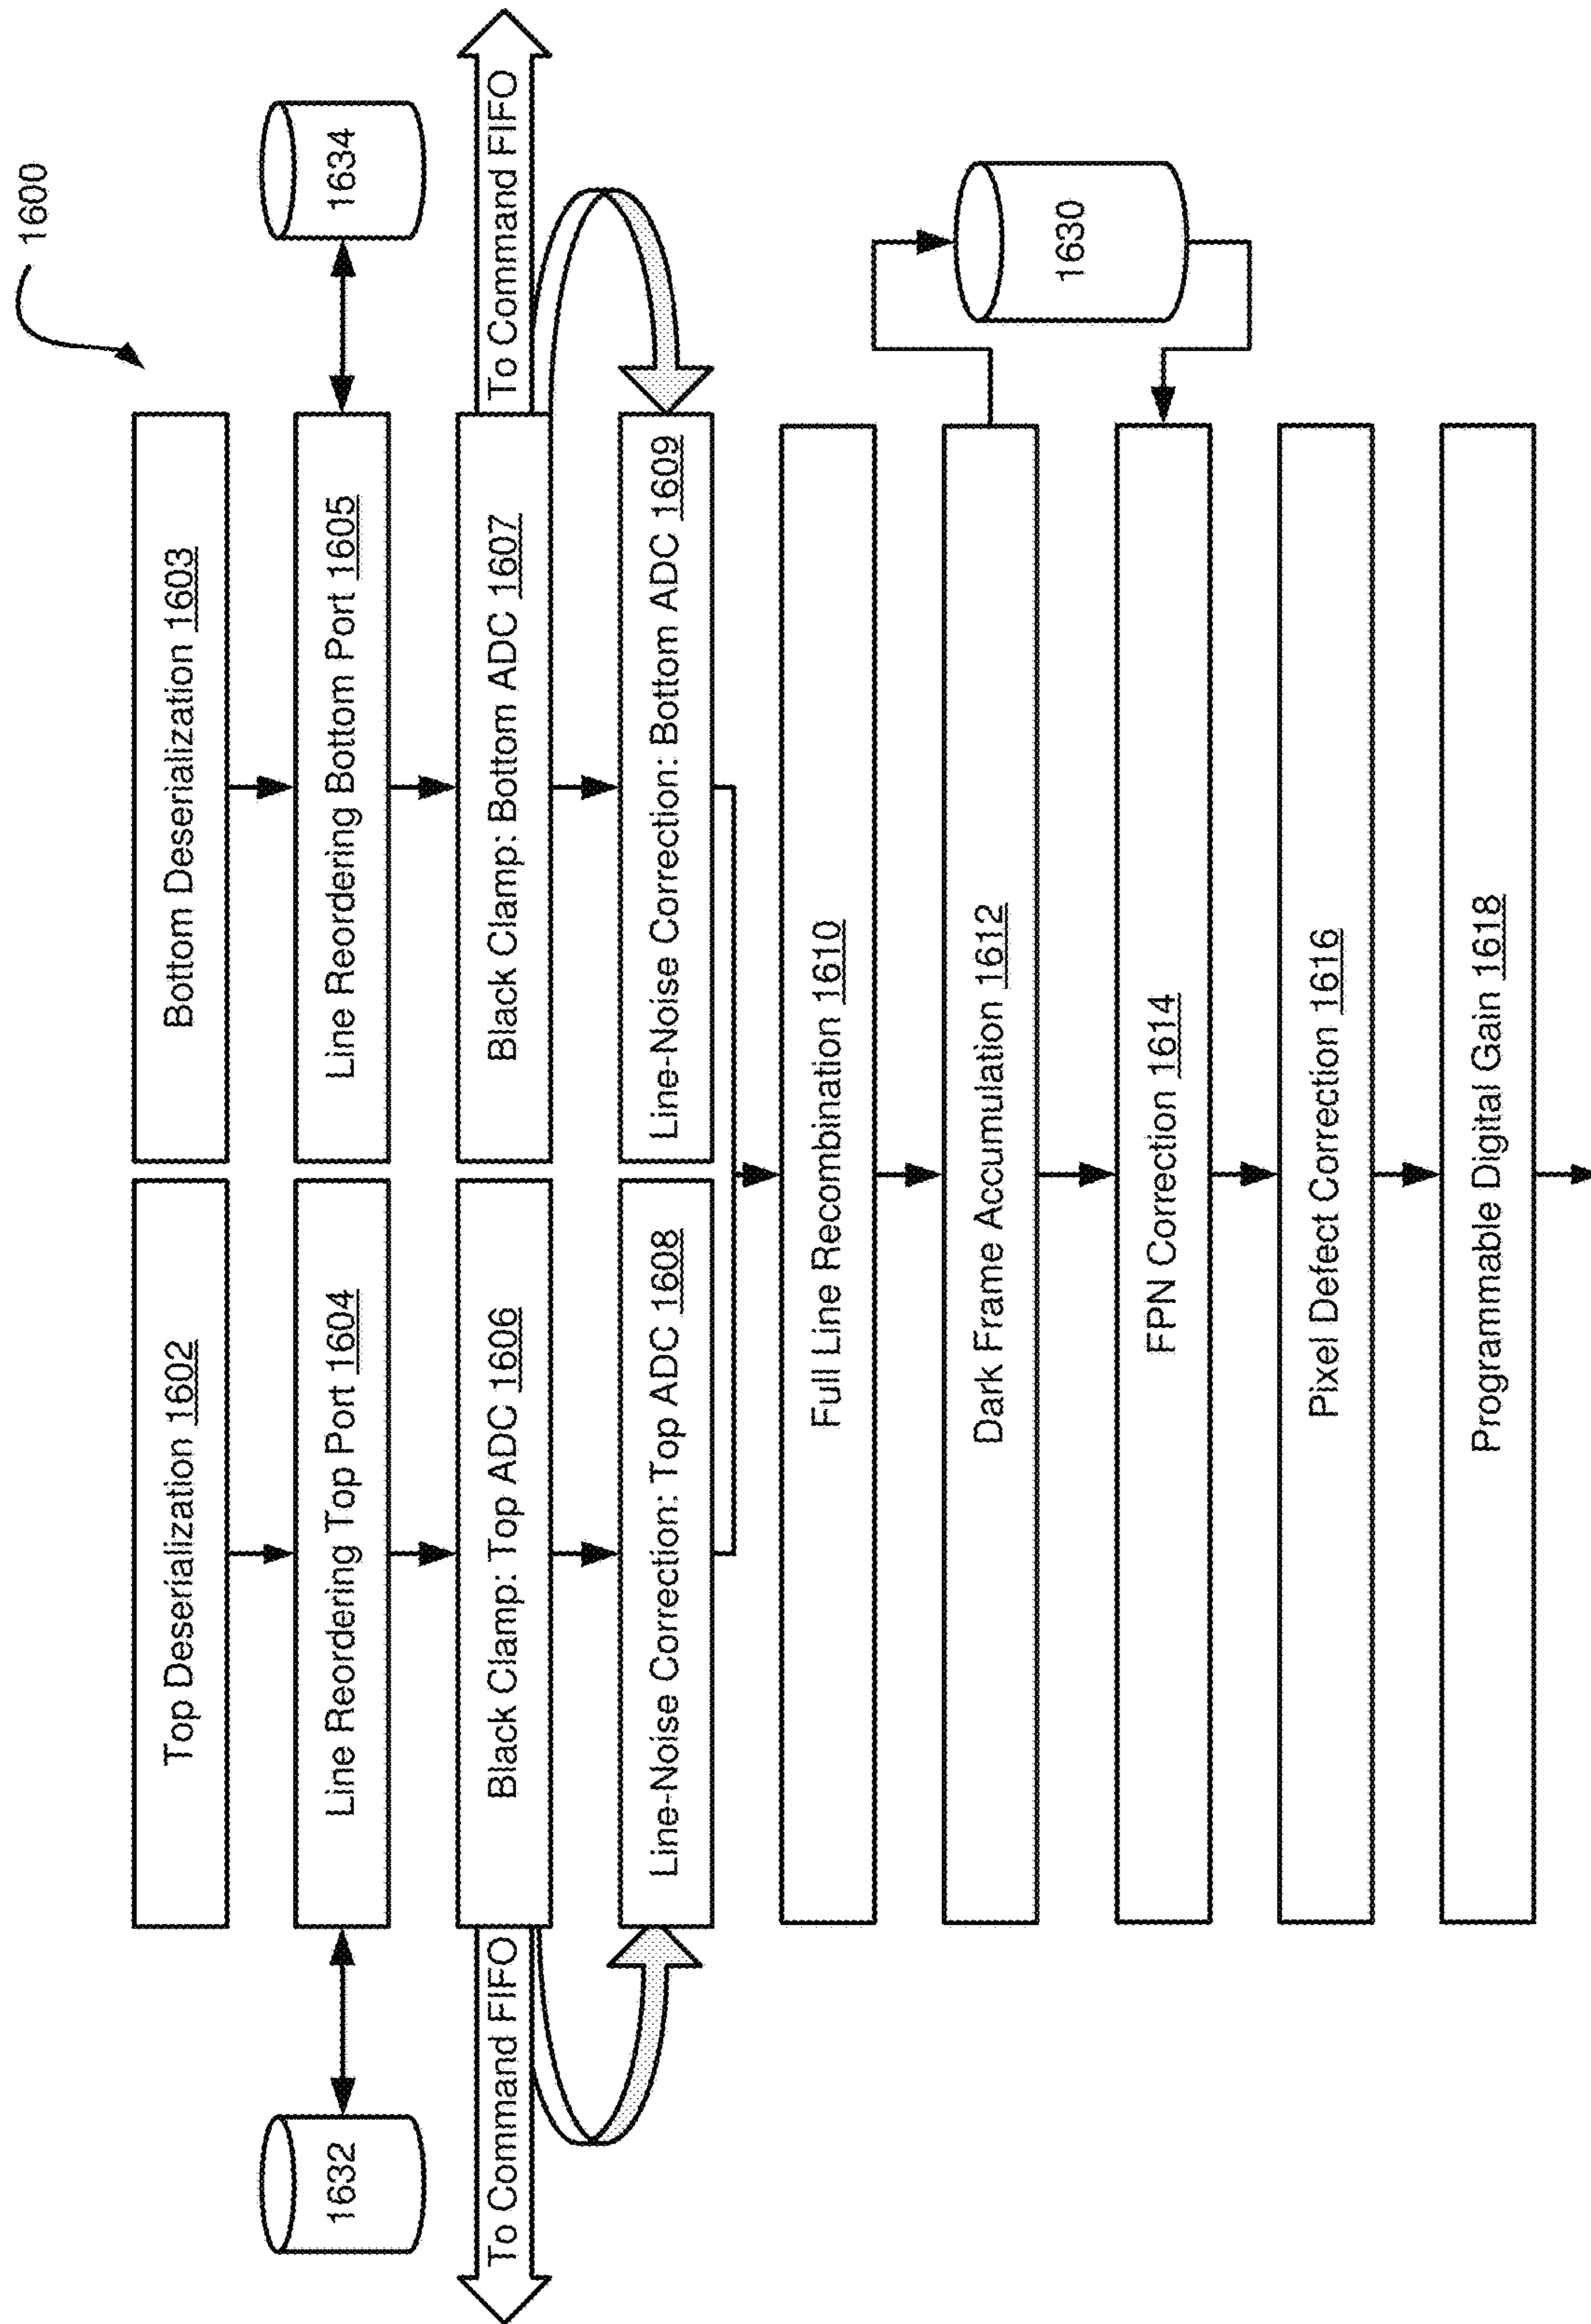 1600
Top Deserialization 1602
Bottom Deserialization 1603
1632
Line Reordering Top Port 1604
Line Reordering Bottom Port 1605
1634
To Command FIFO
Black Clamp: Top ADC 1606
Black Clamp: Bottom ADC 1607
To Command FIFO
Line-Noise Correction: Top ADC 1608
Line-Noise Correction: Bottom ADC 1609
Full Line Recombination 1610
Dark Frame Accumulation 1612
1630
FPN Correction 1614
Pixel Defect Correction 1616
Programmable Digital Gain 1618